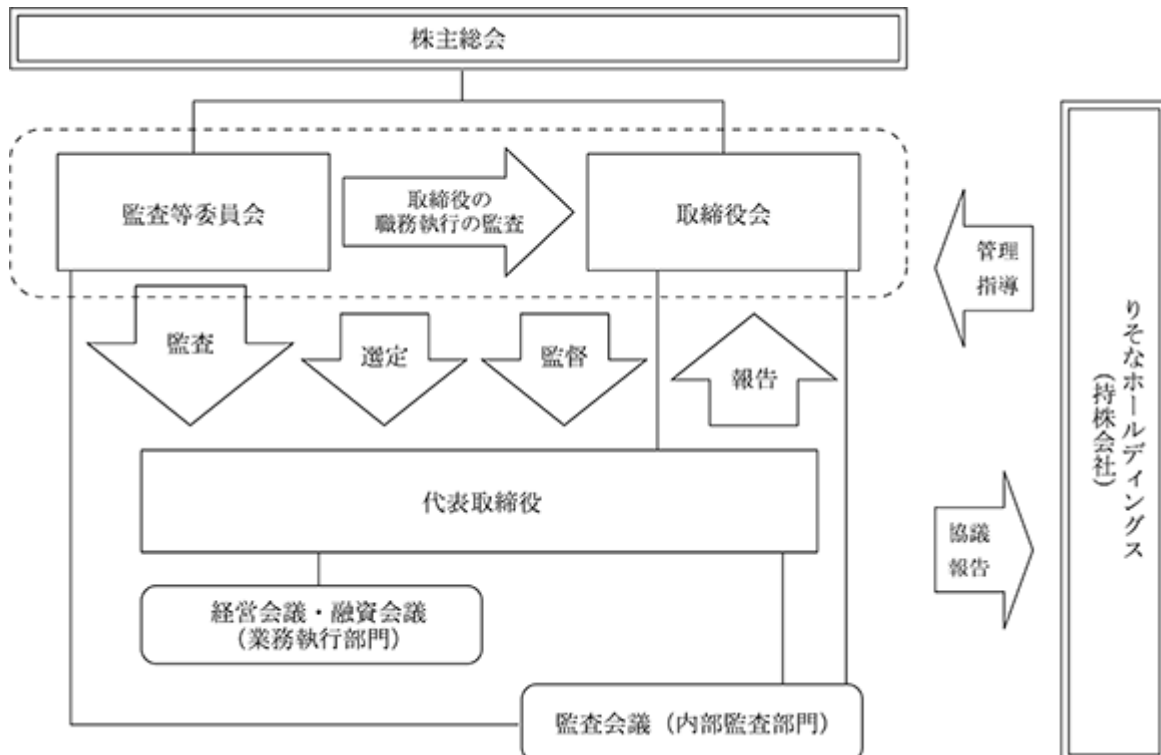 株主総会
監査等委員会
取締役の
職務執行の監査
取締役会
管理
指導
監査
選定
監督
報告
りそなホールディングス
(持株会社)
代表取締役
協議
報告
経営会議・融資会議
(業務執行部門)
監査会議(内部監査部門)